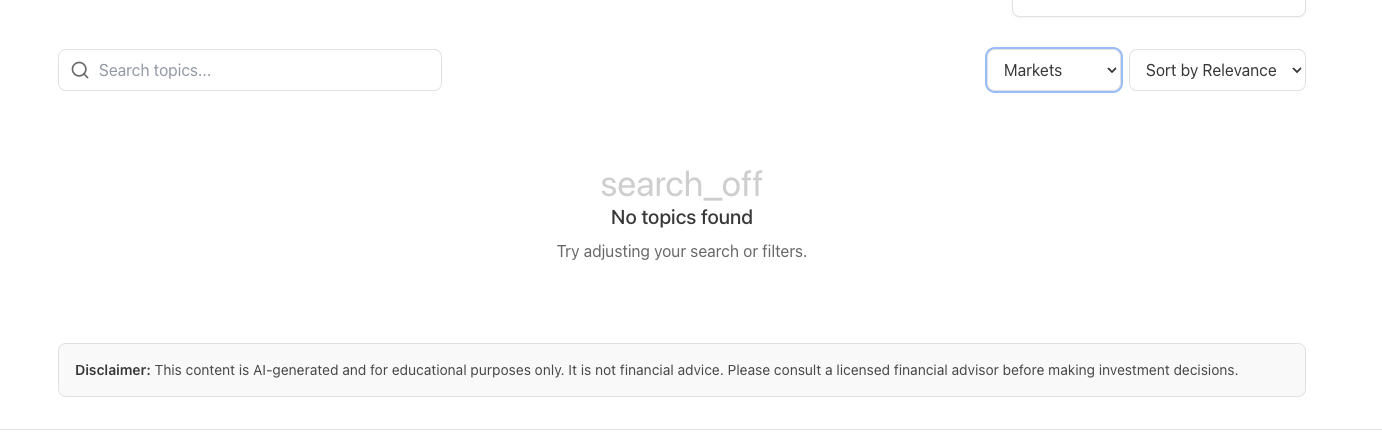 Search topics...
Markets
Sort by Relevance
search_off
No topics found
Try adjusting your search or filters.
Disclaimer: This content is AI-generated and for educational purposes only. It is not financial advice. Please consult a licensed financial advisor before making investment decisions.